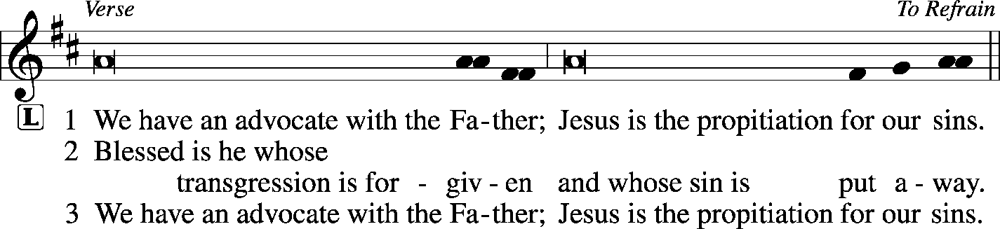 Verse To Refrain
L 1 We have an advocate with the Fa-ther; Jesus is the propitiation for our sins.
2 Blessed is he whose
transgression is for - giv - en and whose sin is put a - way.
3 We have an advocate with the Fa-ther; Jesus is the propitiation for our sins.